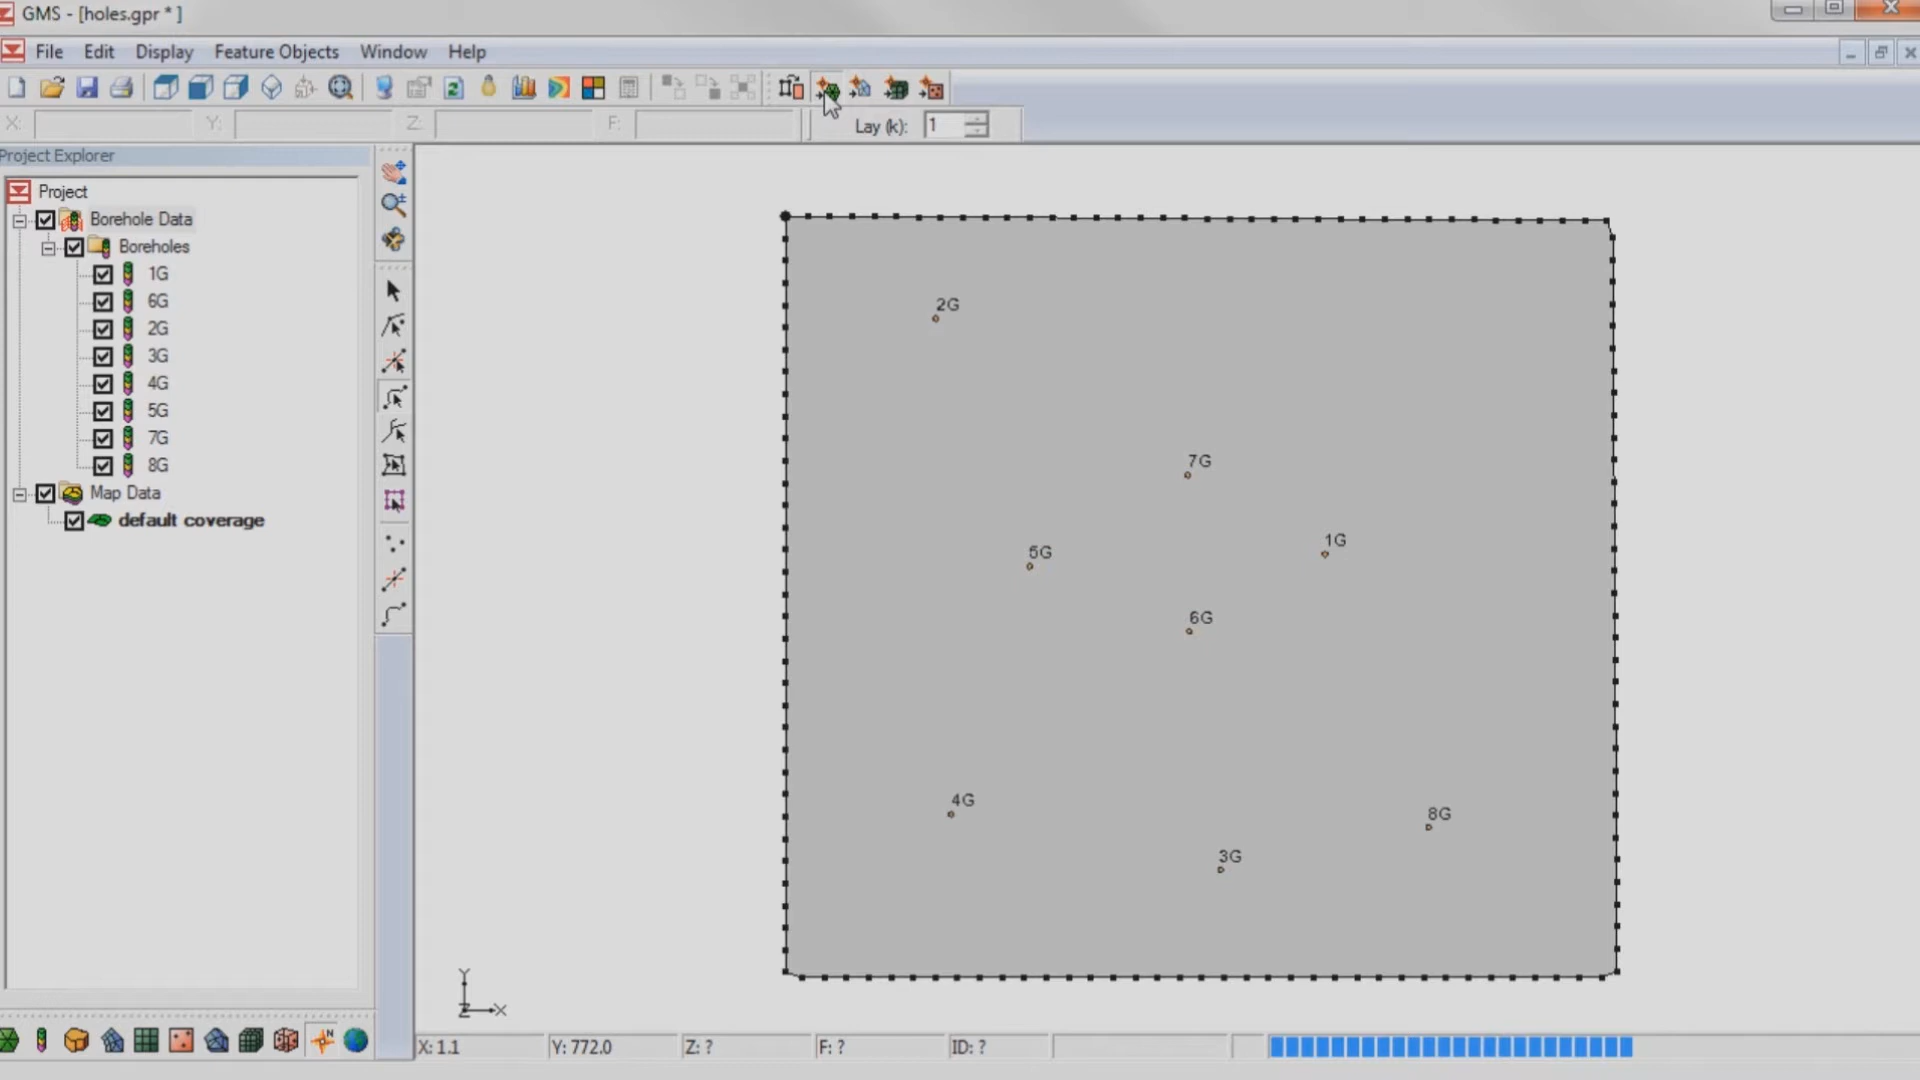 GMS - [holes.gpr * ]
File Edit Display Feature Objects Window Help
X: Y: Z: F: Lay (k): 1
Project Explorer
Project
Borehole Data
Boreholes
1G
6G
2G
3G
4G
5G
7G
8G
Map Data
default coverage
2G
7G
1G
5G
6G
4G
8G
3G
Y
Z X
N
X: 1.1 Y: 772.0 Z: ? F: ? ID: ?